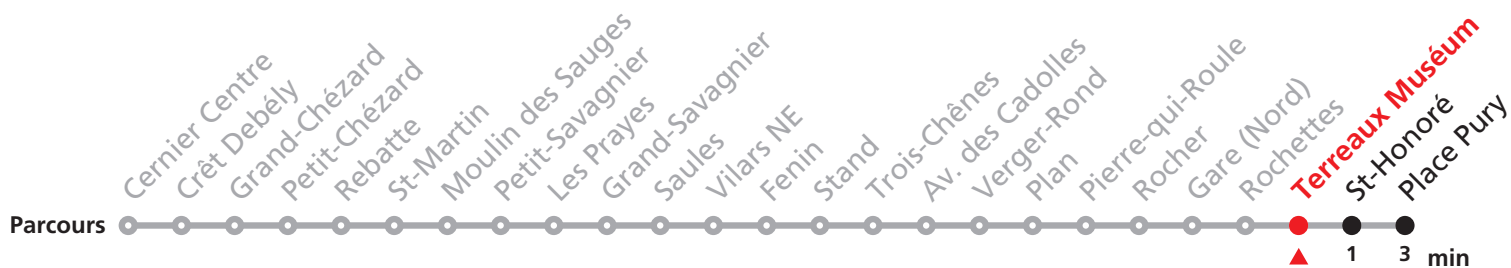 Cernier Centre
Crêt Debély
Grand-Chézard
Petit-Chézard
Rebatte
St-Martin
Moulin des Sauges
Petit-Savagnier
Les Prayes
Grand-Savagnier
Saules
Vilars NE
Fenin
Stand
Trois-Chênes
Av. des Cadolles
Verger-Rond
Plan
Pierre-qui-Roule
Rocher
Gare (Nord)
Rochettes
Terreaux Muséum
St-Honoré
Place Pury
Parcours
1 3 min